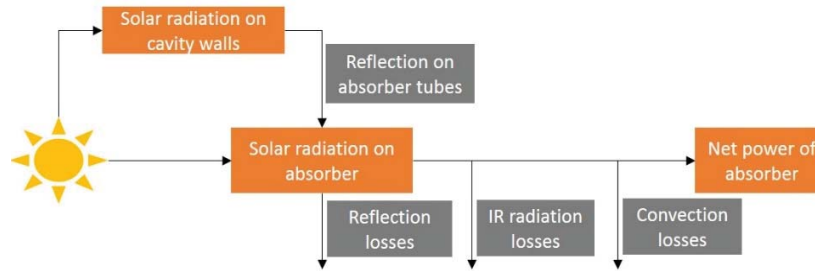 Solar radiation on
cavity walls
Reflection on
absorber tubes
Solar radiation on
absorber
Net power of
absorber
Reflection
losses
IR radiation
losses
Convection
losses